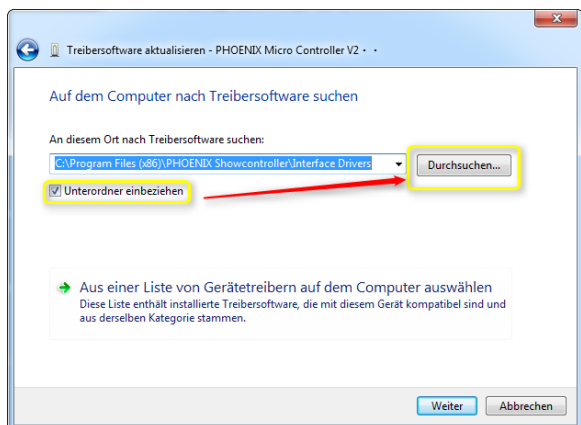 Treibersoftware aktualisieren - PHOENIX Micro Controller V2 · ·
Auf dem Computer nach Treibersoftware suchen
An diesem Ort nach Treibersoftware suchen:
C:\Program Files (x86)\PHOENIX Showcontroller\Interface Drivers
Durchsuchen...
Unterordner einbeziehen
Aus einer Liste von Gerätetreibern auf dem Computer auswählen
Diese Liste enthält installierte Treibersoftware, die mit diesem Gerät kompatibel sind und
aus derselben Kategorie stammen.
Weiter
Abbrechen